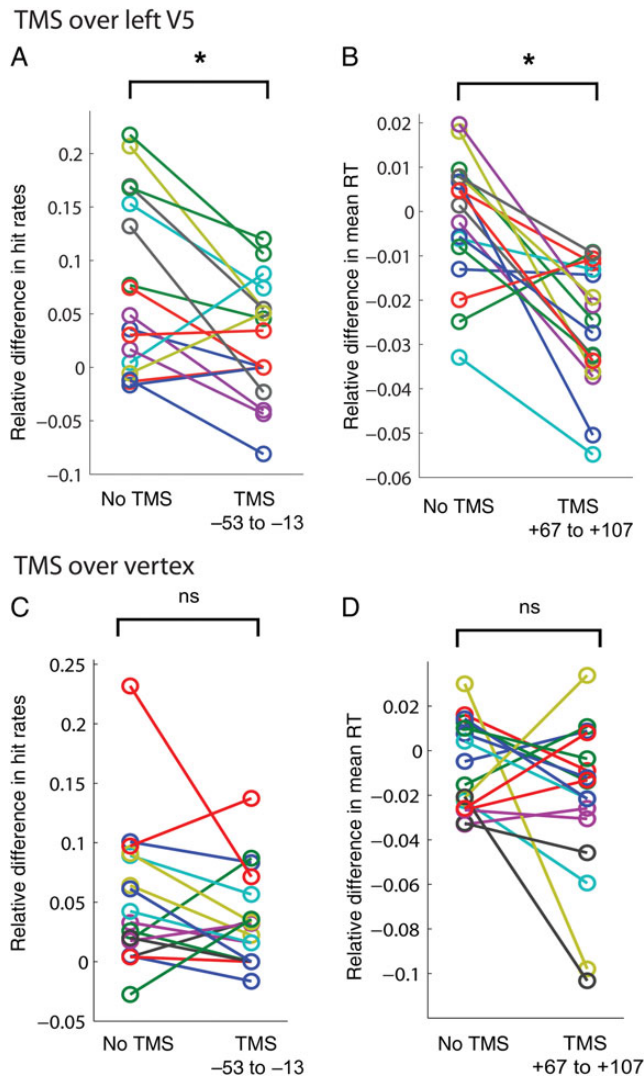 TMS over left V5
A
B
*
*
Relative difference in hit rates
0.2
0.15
0.1
0.05
0
−0.05
−0.1
No TMS
TMS
−53 to −13
Relative difference in mean RT
0.02
0.01
0
−0.01
−0.02
−0.03
−0.04
−0.05
−0.06
No TMS
TMS
+67 to +107
TMS over vertex
C
D
ns
ns
Relative difference in hit rates
0.25
0.2
0.15
0.1
0.05
0
−0.05
No TMS
TMS
−53 to −13
Relative difference in mean RT
0.02
0
−0.02
−0.04
−0.06
−0.08
−0.1
No TMS
TMS
+67 to +107